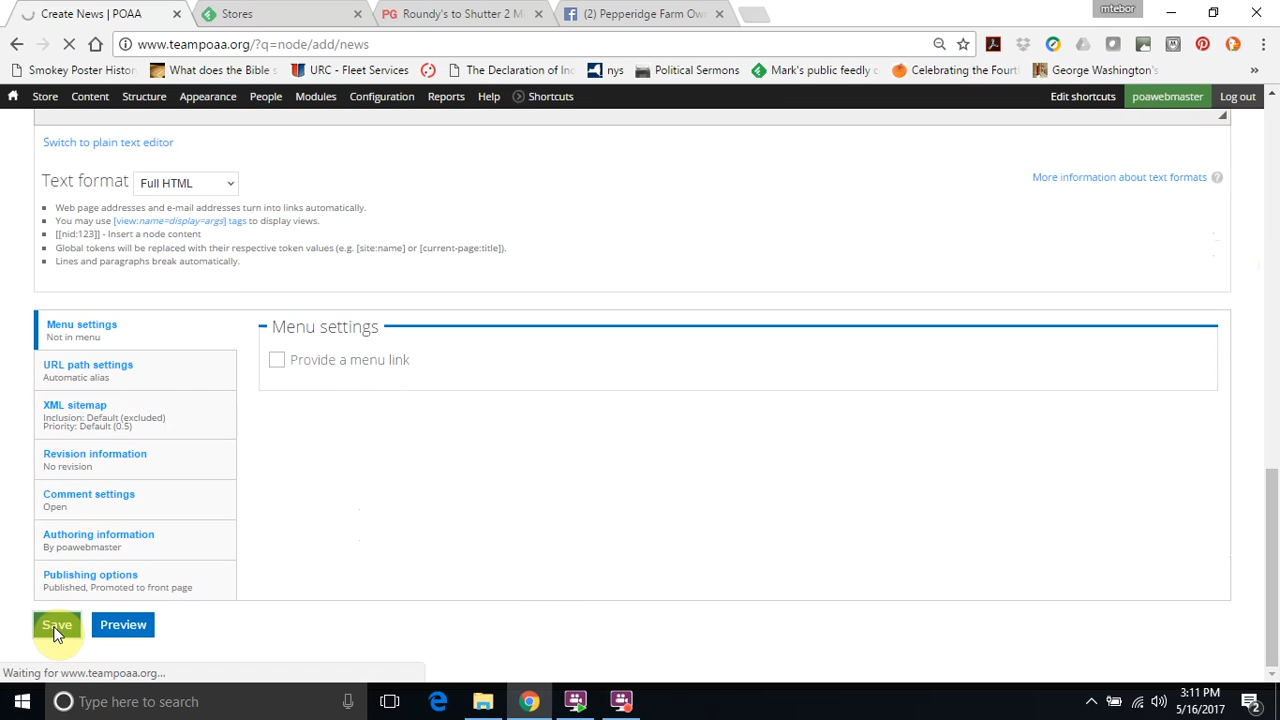 Create News | POAA
Stores
Roundy's to Shutter 2 Mi
(2) Pepperidge Farm Own
mtebor
www.teampoaa.org/?q=node/add/news
Smokey Poster Histor
What does the Bible s
URC - Fleet Services
The Declaration of Ind
nys
Political Sermons
Mark's public feedly c
Celebrating the Fourt
George Washington's
»
Store Content Structure Appearance People Modules Configuration Reports Help Shortcuts Edit shortcuts poawebmaster Log out
Switch to plain text editor
Text format Full HTML
More information about text formats ?
Web page addresses and e-mail addresses turn into links automatically.
You may use [view:name=display=args] tags to display views.
[[nid:123]] - Insert a node content
Global tokens will be replaced with their respective token values (e.g. [site:name] or [current-page:title]).
Lines and paragraphs break automatically.
Menu settings
Not in menu
Menu settings
Provide a menu link
URL path settings
Automatic alias
XML sitemap
Inclusion: Default (excluded)
Priority: Default (0.5)
Revision information
No revision
Comment settings
Open
Authoring information
By poawebmaster
Publishing options
Published, Promoted to front page
Save Preview
Waiting for www.teampoaa.org...
Type here to search
3:11 PM
5/16/2017
2